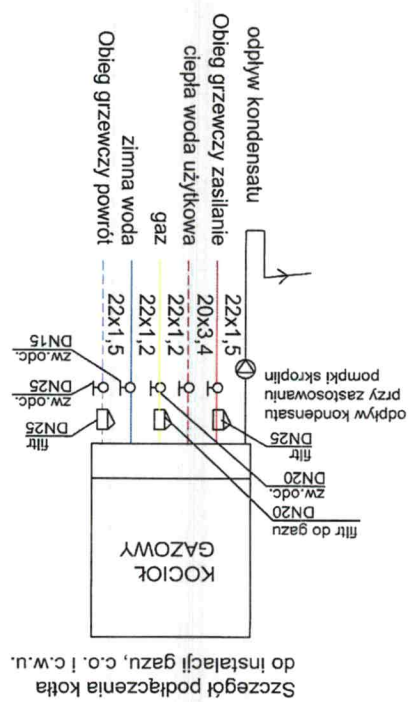 Szczegół podłączenia kotła
do instalacji gazu, c.o. i c.w.u.
KOCIOŁ
GAZOWY
filtr do gazu
DN20
zw.odc.
DN20
filtr
DN25
odpływ kondensatu
przy zastosowaniu
pompki skroplin
filtr
DN25
zw.odc.
DN25
zw.odc.
DN15
22x1,5
20x3,4
22x1,2
22x1,2
22x1,5
odpływ kondensatu
Obieg grzewczy zasilanie
ciepła woda użytkowa
gaz
zimna woda
Obieg grzewczy powrót